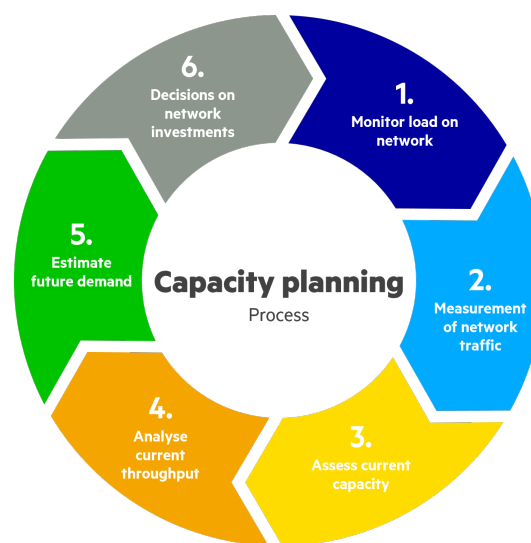 1.
Monitor load on
network
2.
Measurement
of network
traffic
3.
Assess current
capacity
4.
Analyse
current
throughput
5.
Estimate
future demand
6.
Decisions on
network
investments
Capacity planning
Process